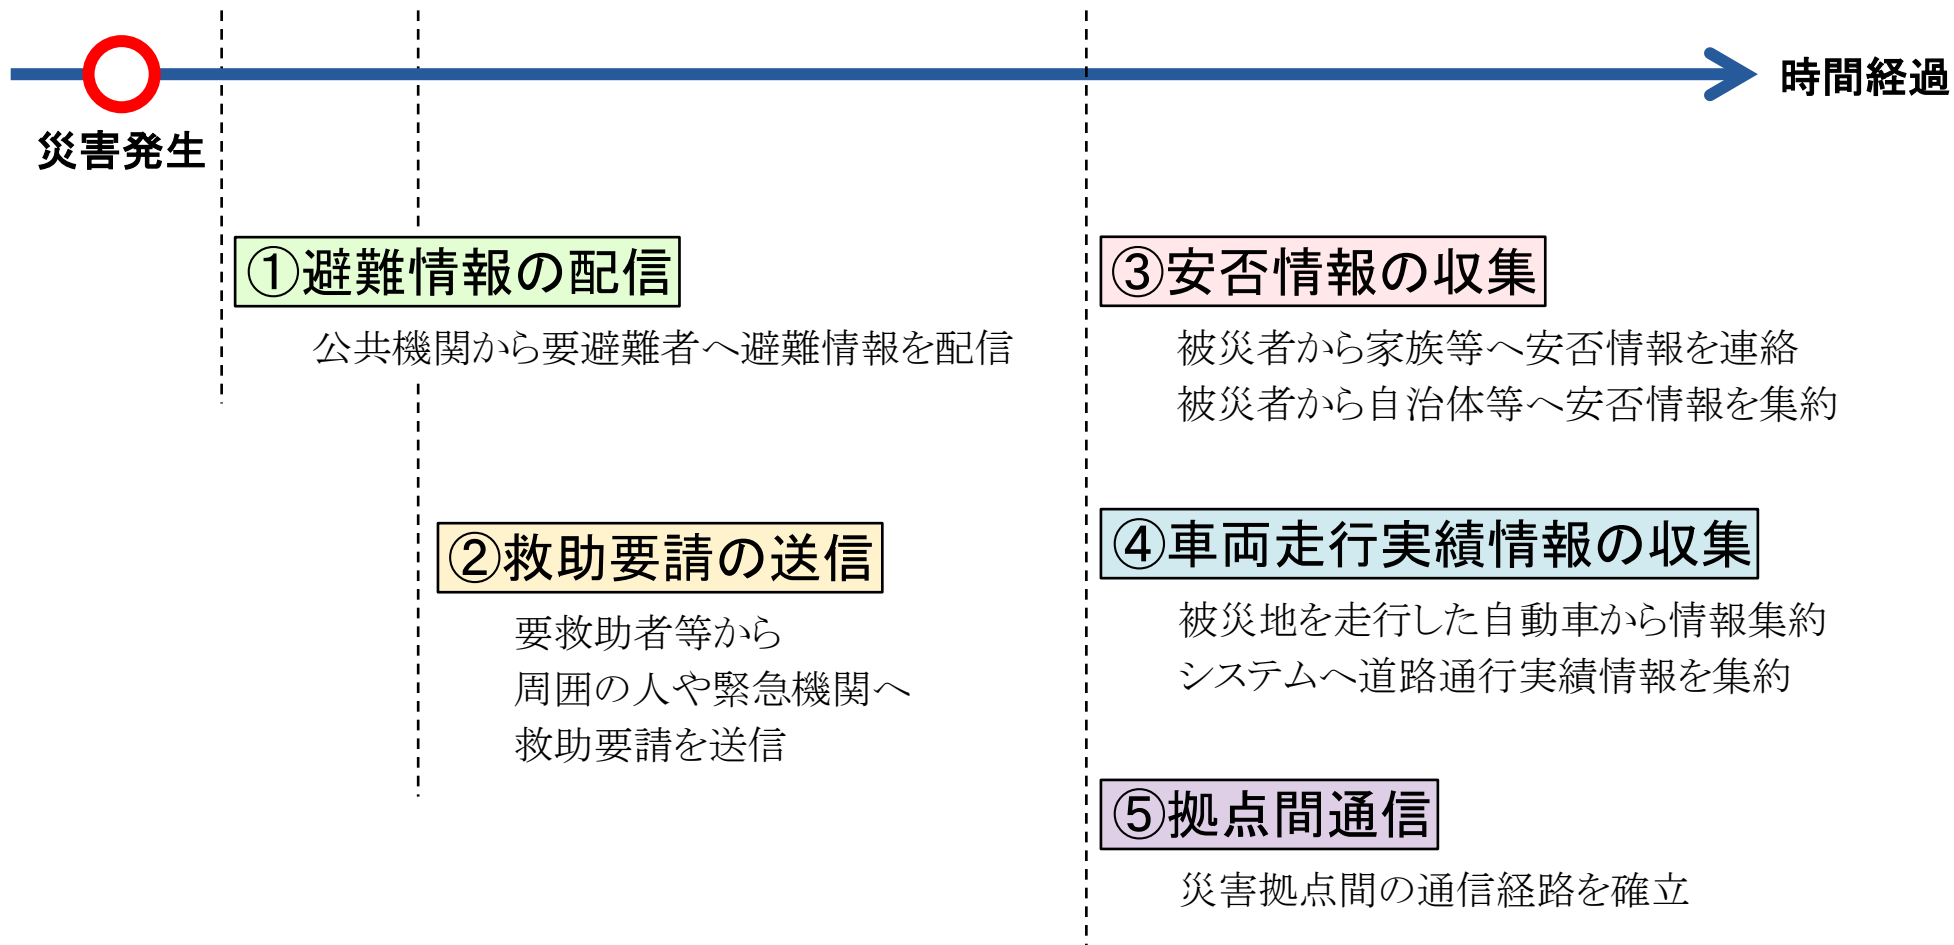 時間経過
災害発生
①避難情報の配信
公共機関から要避難者へ避難情報を配信
②救助要請の送信
要救助者等から
周囲の人や緊急機関へ
救助要請を送信
③安否情報の収集
被災者から家族等へ安否情報を連絡
被災者から自治体等へ安否情報を集約
④車両走行実績情報の収集
被災地を走行した自動車から情報集約
システムへ道路通行実績情報を集約
⑤拠点間通信
災害拠点間の通信経路を確立